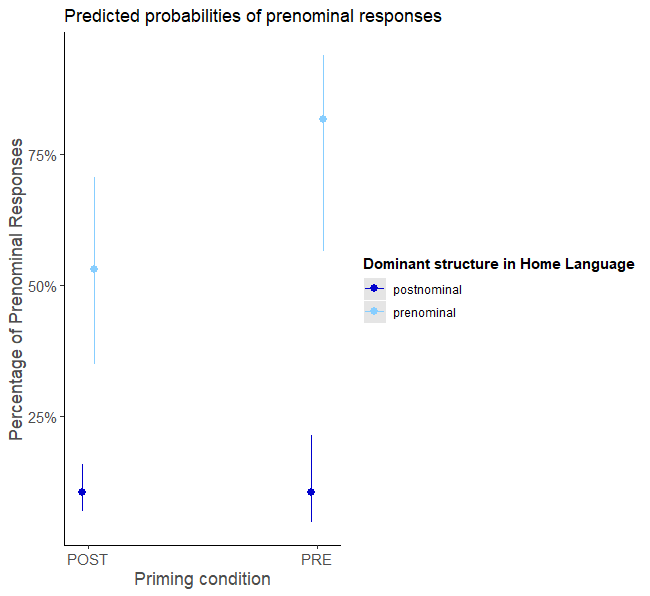 Predicted probabilities of prenominal responses
Percentage of Prenominal Responses
75%
50%
25%
POST
PRE
Priming condition
Dominant structure in Home Language
postnominal
prenominal